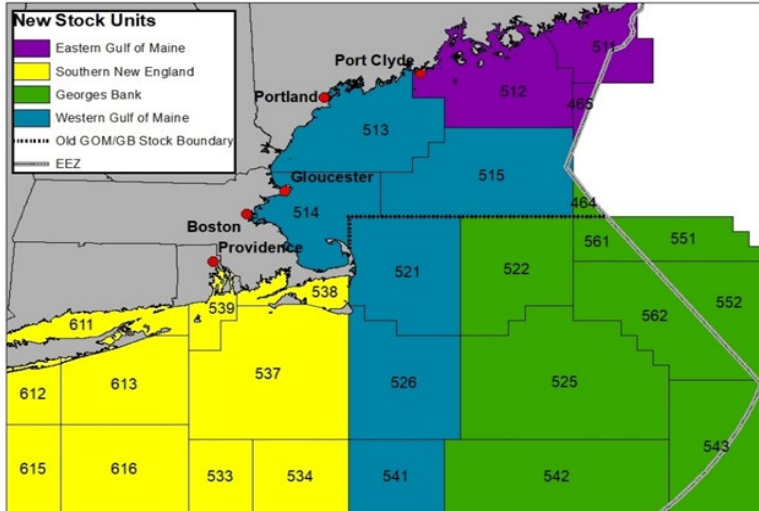 New Stock Units
Eastern Gulf of Maine
Southern New England
Georges Bank
Western Gulf of Maine
Old GOM/GB Stock Boundary
EEZ
Port Clyde
511
512
465
Portland
513
515
Gloucester
464
514
Boston
Providence
561
551
521
522
538
552
539
562
611
537
612
613
526
525
543
615
616
533
534
541
542